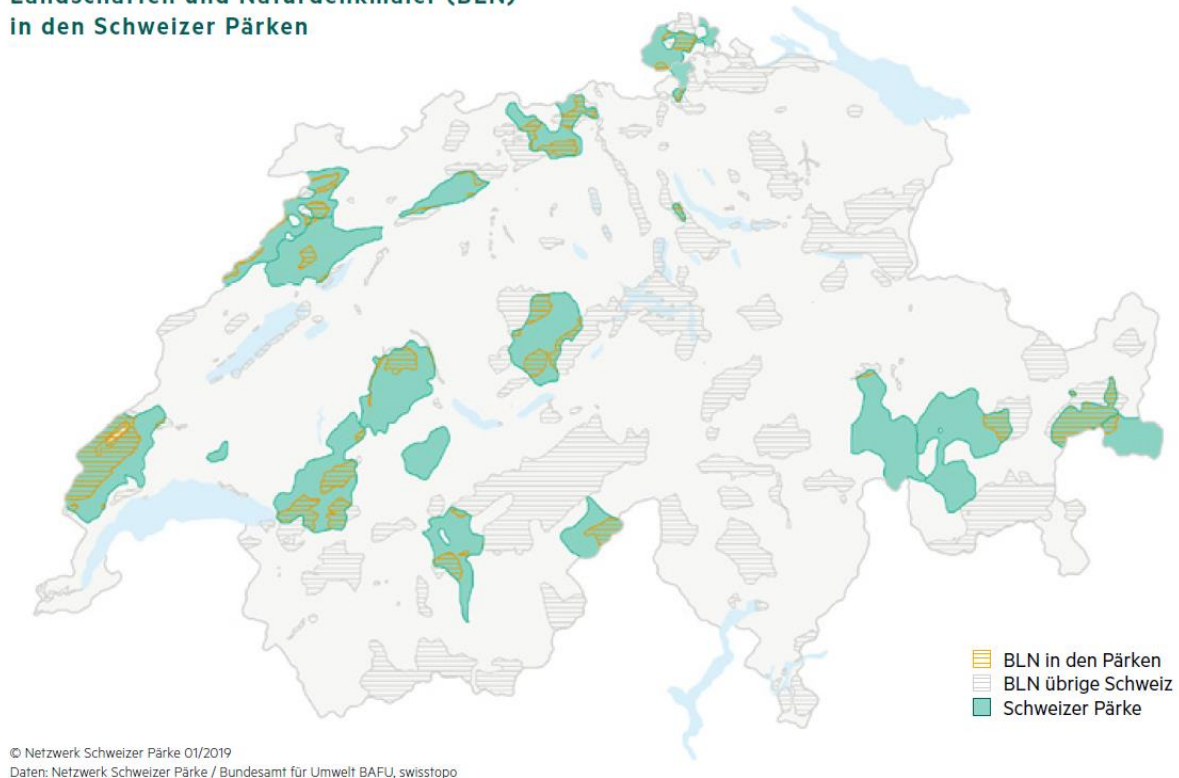 Landschaften und Naturdenkmäler (BLN)
in den Schweizer Pärken
BLN in den Pärken
BLN übrige Schweiz
Schweizer Pärke
© Netzwerk Schweizer Pärke 01/2019
Daten: Netzwerk Schweizer Pärke / Bundesamt für Umwelt BAFU, swisstopo